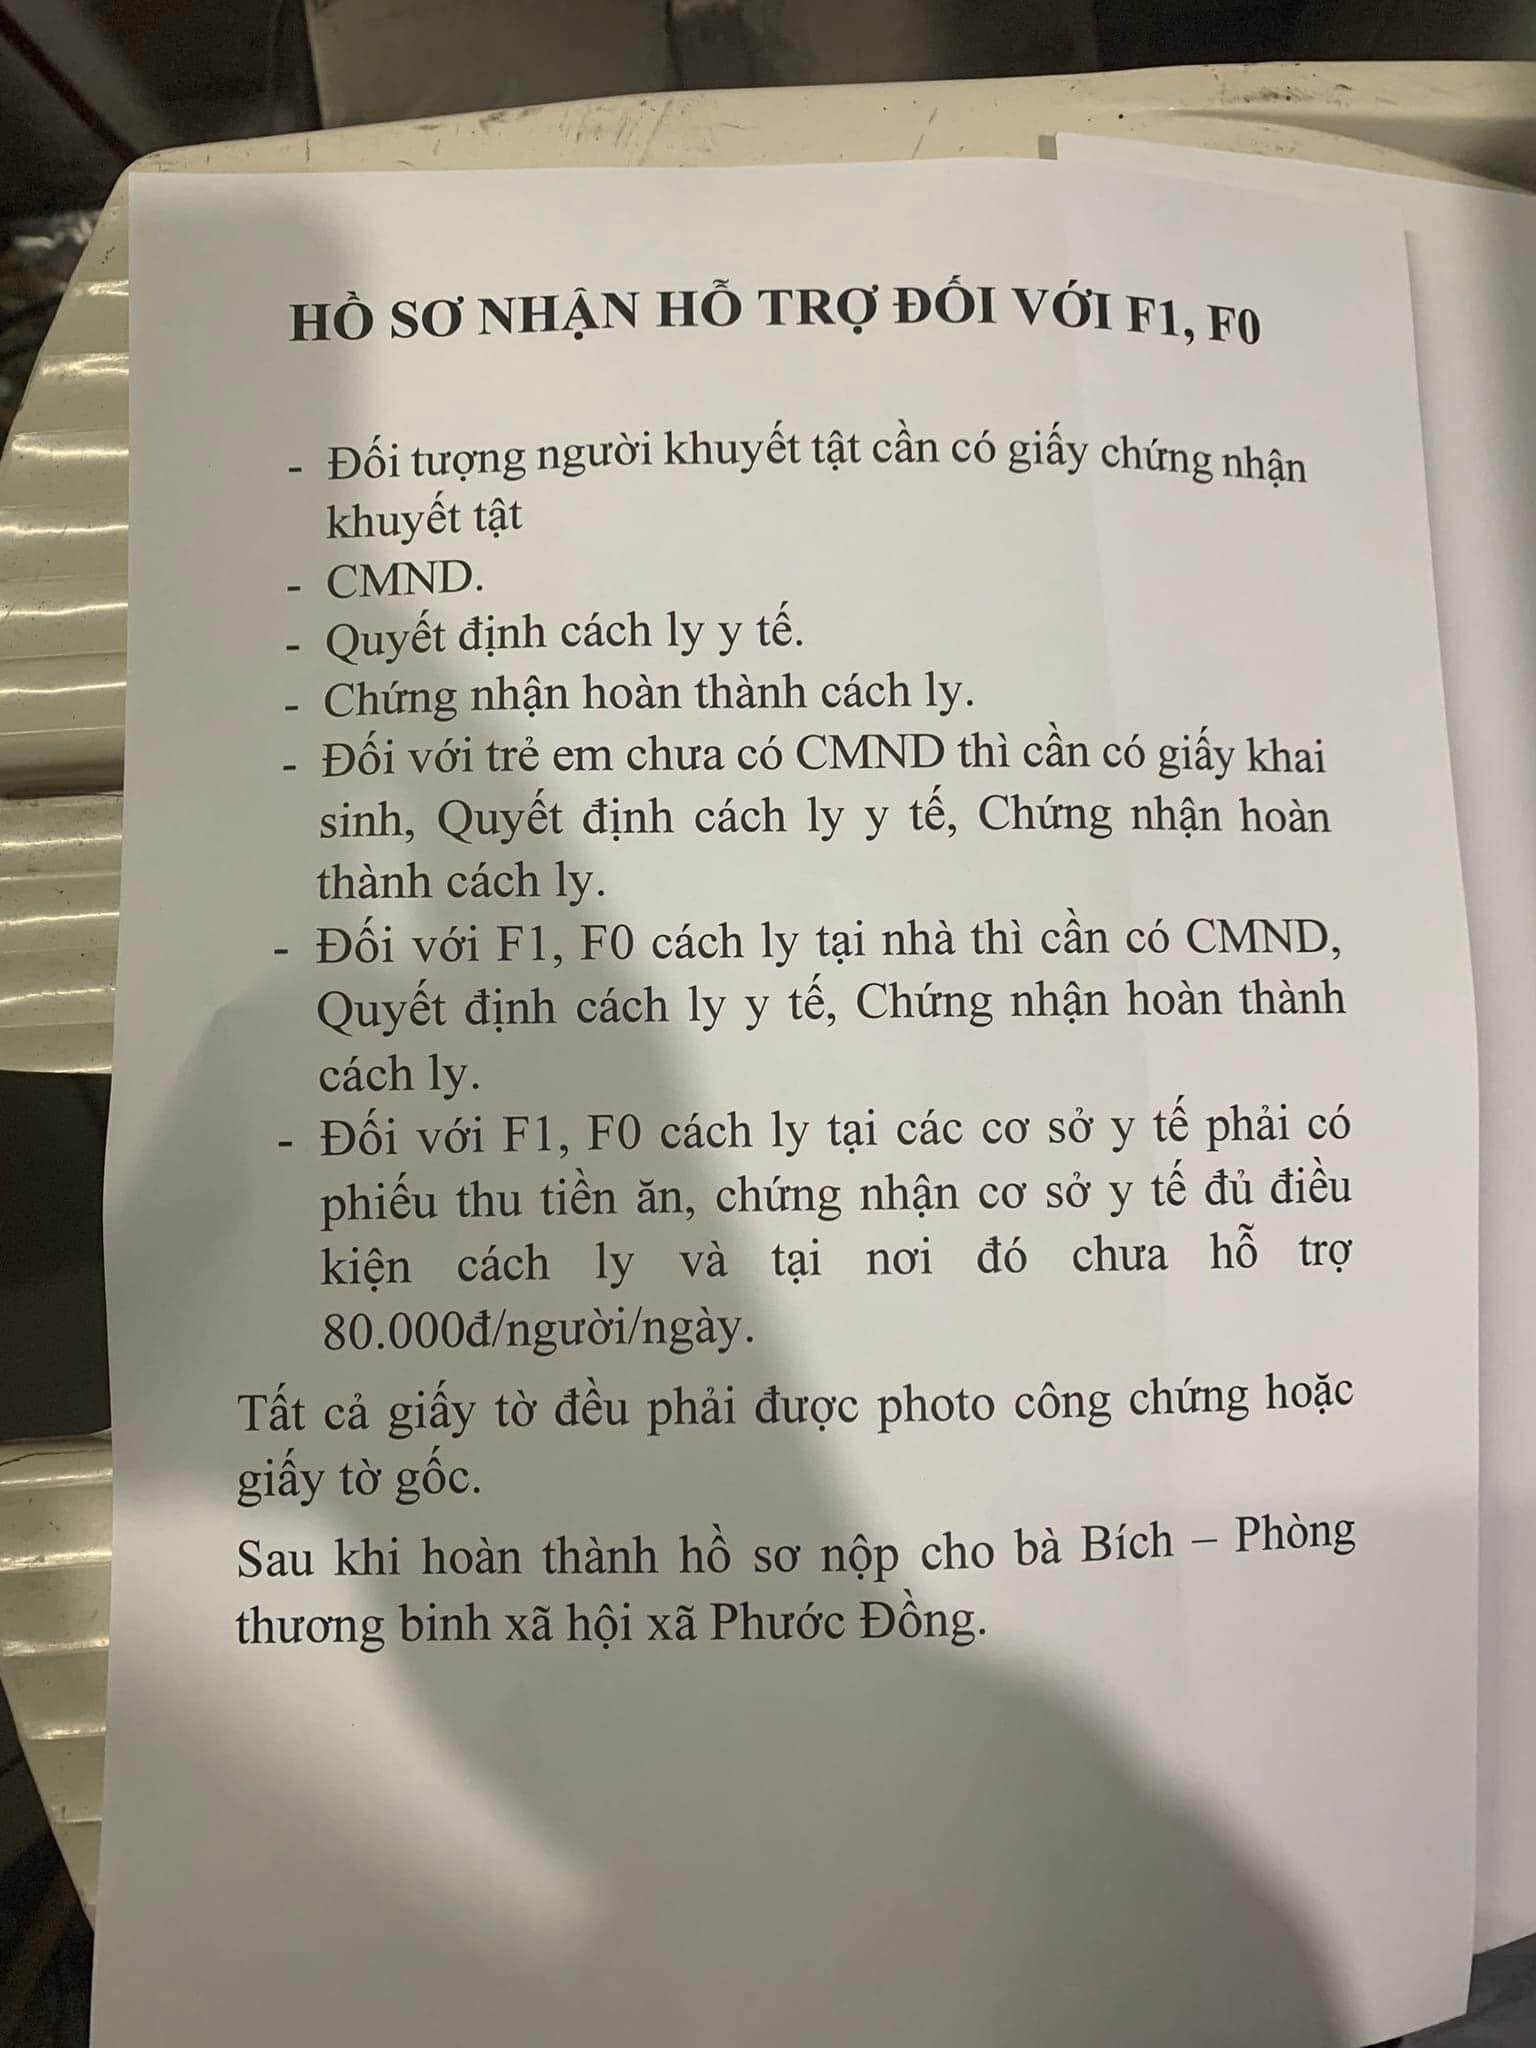 HỒ SƠ NHẬN HỖ TRỢ ĐỐI VỚI F1, F0
- Đối tượng người khuyết tật cần có giấy chứng nhận
khuyết tật
- CMND.
- Quyết định cách ly y tế.
- Chứng nhận hoàn thành cách ly.
- Đối với trẻ em chưa có CMND thì cần có giấy khai
sinh, Quyết định cách ly y tế, Chứng nhận hoàn
thành cách ly.
- Đối với F1, F0 cách ly tại nhà thì cần có CMND,
Quyết định cách ly y tế, Chứng nhận hoàn thành
cách ly.
- Đối với F1, F0 cách ly tại các cơ sở y tế phải có
phiếu thu tiền ăn, chứng nhận cơ sở y tế đủ điều
kiện cách ly và tại nơi đó chưa hỗ trợ
80.000đ/người/ngày.
Tất cả giấy tờ đều phải được photo công chứng hoặc
giấy tờ gốc.
Sau khi hoàn thành hồ sơ nộp cho bà Bích – Phòng
thương binh xã hội xã Phước Đồng.